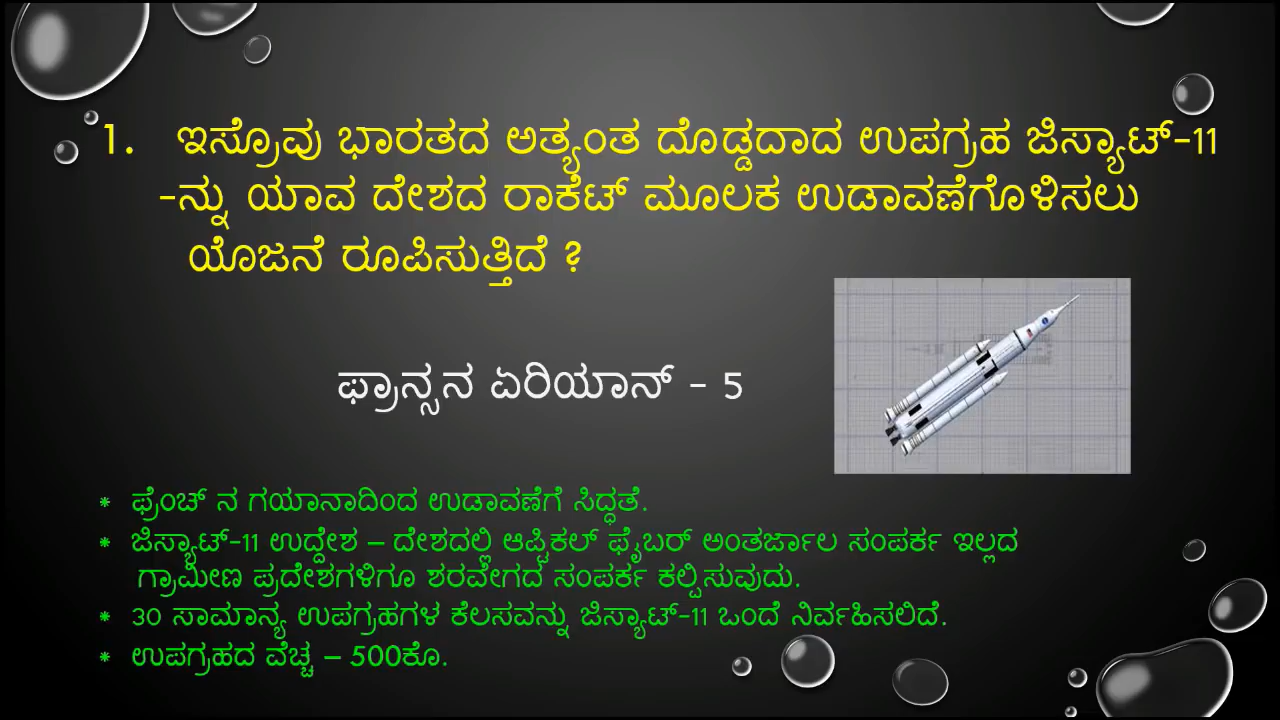 1. ಇಸ್ರೊವು ಭಾರತದ ಅತ್ಯಂತ ದೊಡ್ಡದಾದ ಉಪಗ್ರಹ ಜಿಸ್ಯಾಟ್-11
-ನ್ನು ಯಾವ ದೇಶದ ರಾಕೆಟ್ ಮೂಲಕ ಉಡಾವಣೆಗೊಳಿಸಲು
ಯೊಜನೆ ರೂಪಿಸುತ್ತಿದೆ ?
ಫ್ರಾನ್ಸನ ಏರಿಯಾನ್ - 5
* ಫ್ರೆಂಚ್ ನ ಗಯಾನಾದಿಂದ ಉಡಾವಣೆಗೆ ಸಿದ್ಧತೆ.
* ಜಿಸ್ಯಾಟ್-11 ಉದ್ದೇಶ – ದೇಶದಲ್ಲಿ ಆಪ್ಟಿಕಲ್ ಫೈಬರ್ ಅಂತರ್ಜಾಲ ಸಂಪರ್ಕ ಇಲ್ಲದ
ಗ್ರಾಮೀಣ ಪ್ರದೇಶಗಳಿಗೂ ಶರವೇಗದ ಸಂಪರ್ಕ ಕಲ್ಪಿಸುವುದು.
* 30 ಸಾಮಾನ್ಯ ಉಪಗ್ರಹಗಳ ಕೆಲಸವನ್ನು ಜಿಸ್ಯಾಟ್-11 ಒಂದೆ ನಿರ್ವಹಿಸಲಿದೆ.
* ಉಪಗ್ರಹದ ವೆಚ್ಚ – 500ಕೊ.